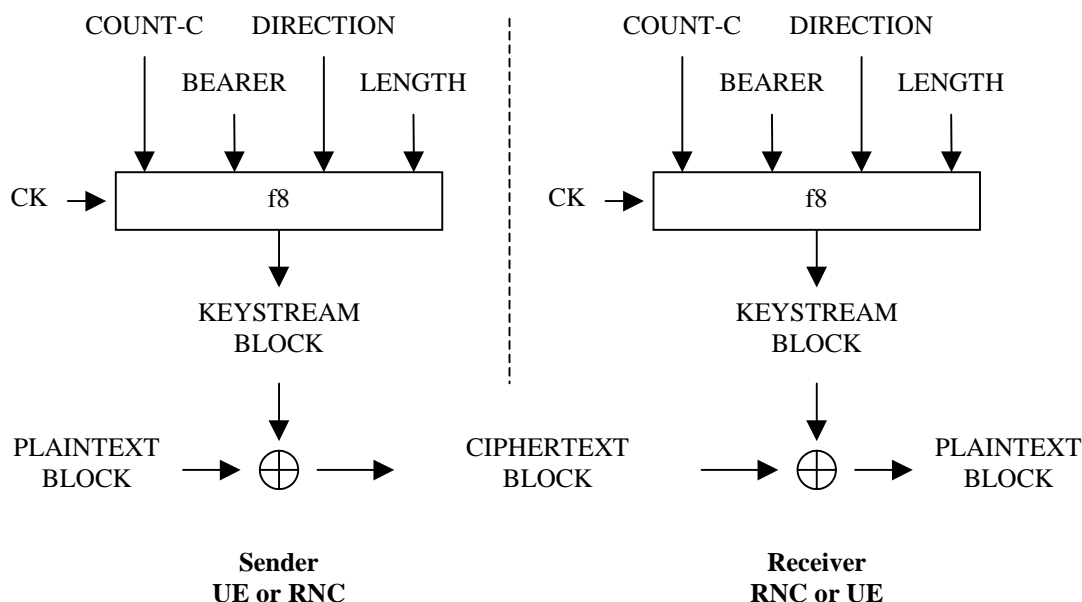 COUNT-C DIRECTION COUNT-C DIRECTION
BEARER LENGTH BEARER LENGTH
CK f8 CK f8
KEYSTREAM KEYSTREAM
BLOCK BLOCK
PLAINTEXT CIPHERTEXT PLAINTEXT
BLOCK BLOCK BLOCK
Sender Receiver
UE or RNC RNC or UE